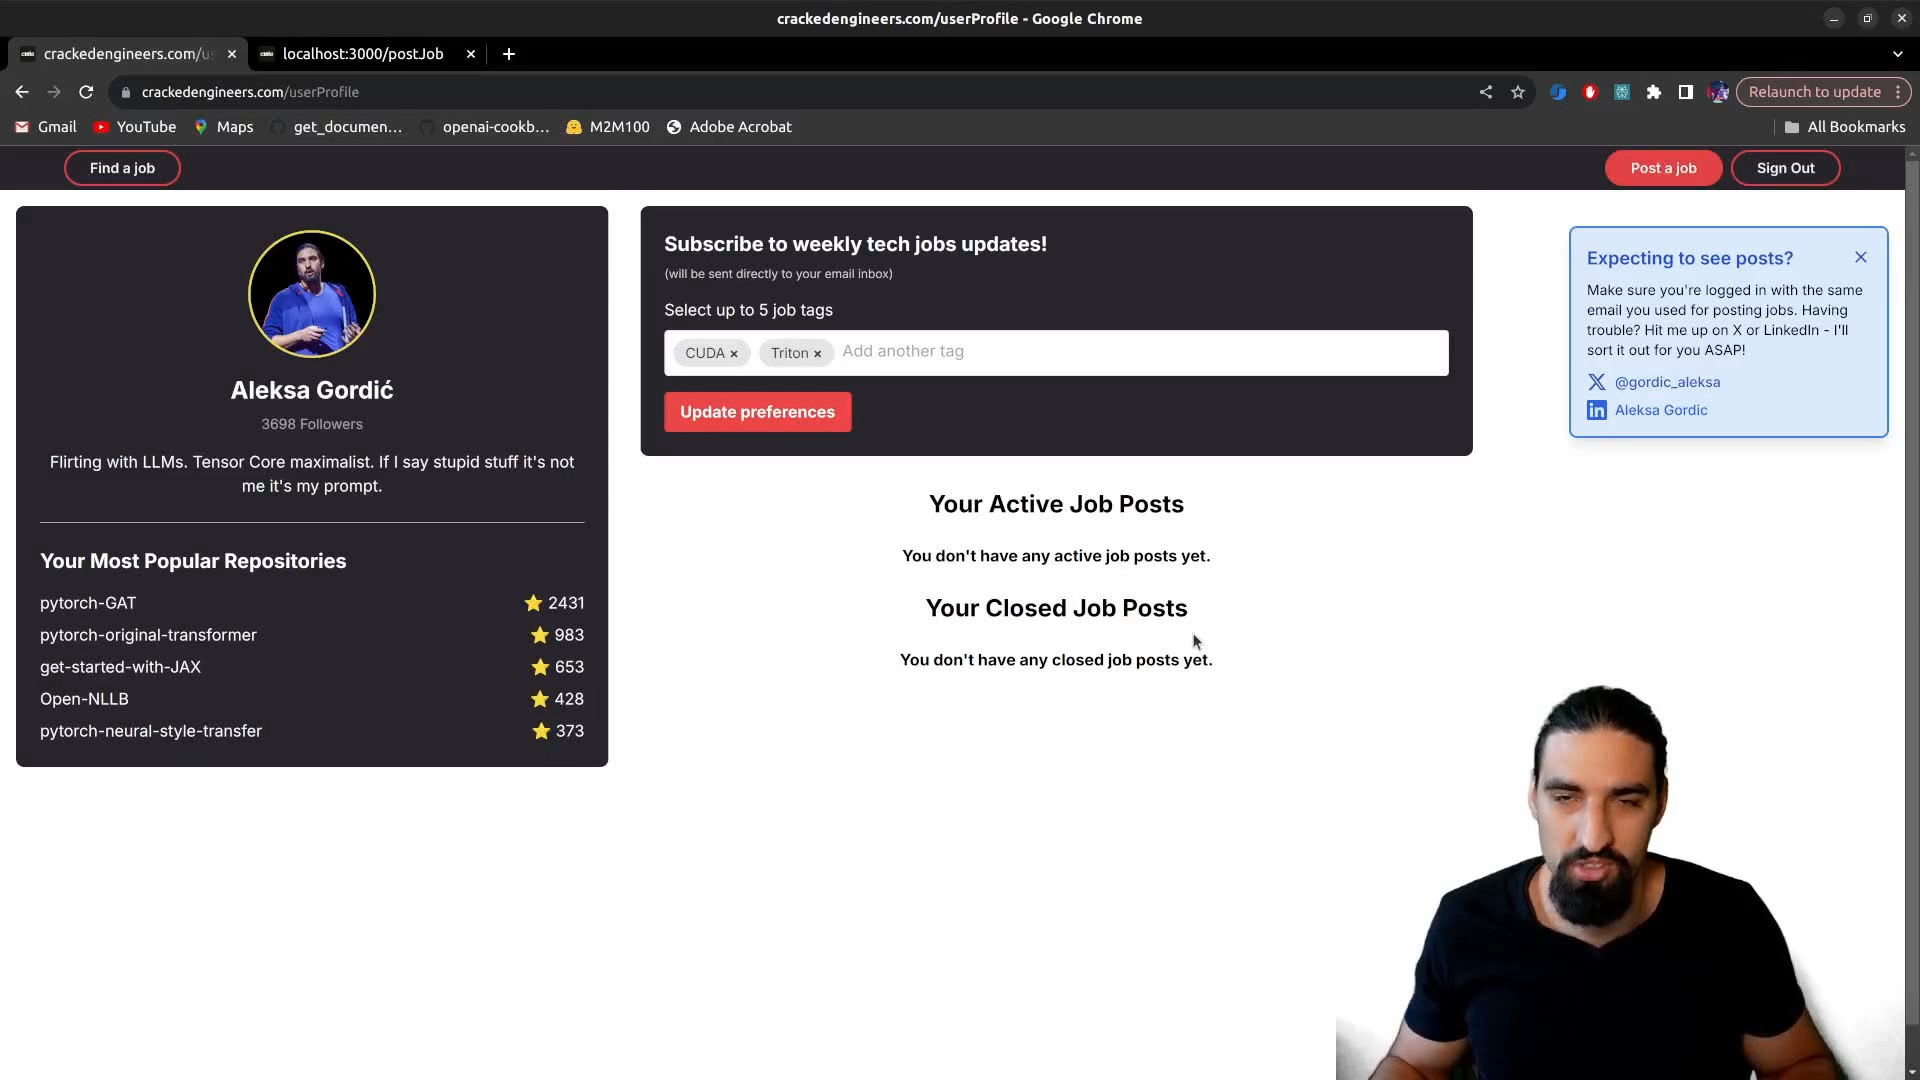 crackedengineers.com/userProfile - Google Chrome
crackedengineers.com/us
localhost:3000/postJob
crackedengineers.com/userProfile
Relaunch to update
Gmail
YouTube
Maps
get_documen...
openai-cookb...
M2M100
Adobe Acrobat
All Bookmarks
Find a job
Post a job
Sign Out
Aleksa Gordić
3698 Followers
Flirting with LLMs. Tensor Core maximalist. If I say stupid stuff it's not
me it's my prompt.
Your Most Popular Repositories
pytorch-GAT ⭐ 2431
pytorch-original-transformer ⭐ 983
get-started-with-JAX ⭐ 653
Open-NLLB ⭐ 428
pytorch-neural-style-transfer ⭐ 373
Subscribe to weekly tech jobs updates!
(will be sent directly to your email inbox)
Select up to 5 job tags
CUDA × Triton × Add another tag
Update preferences
Your Active Job Posts
You don't have any active job posts yet.
Your Closed Job Posts
You don't have any closed job posts yet.
Expecting to see posts?
Make sure you're logged in with the same
email you used for posting jobs. Having
trouble? Hit me up on X or LinkedIn - I'll
sort it out for you ASAP!
@gordic_aleksa
Aleksa Gordic